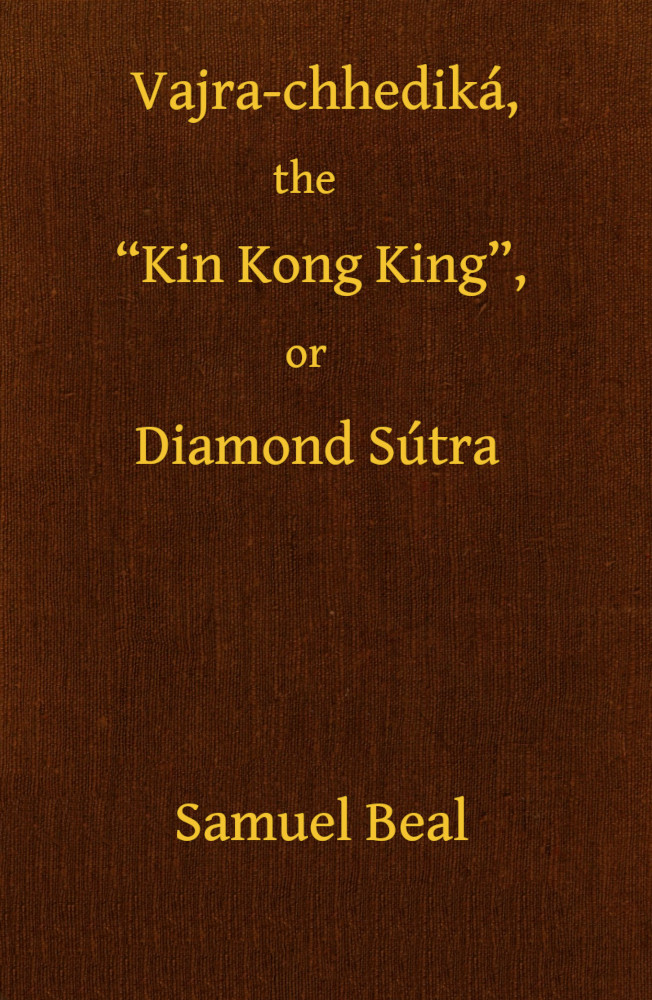 Vajra-chhediká,
the
“Kin Kong King”,
or
Diamond Sútra
Samuel Beal